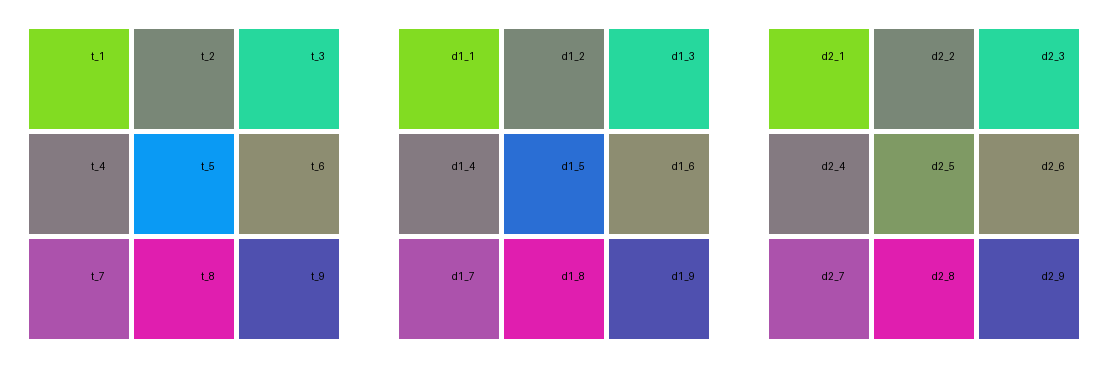 t_1 t_2 t_3 d1_1 d1_2 d1_3 d2_1 d2_2 d2_3
t_4 t_5 t_6 d1_4 d1_5 d1_6 d2_4 d2_5 d2_6
t_7 t_8 t_9 d1_7 d1_8 d1_9 d2_7 d2_8 d2_9